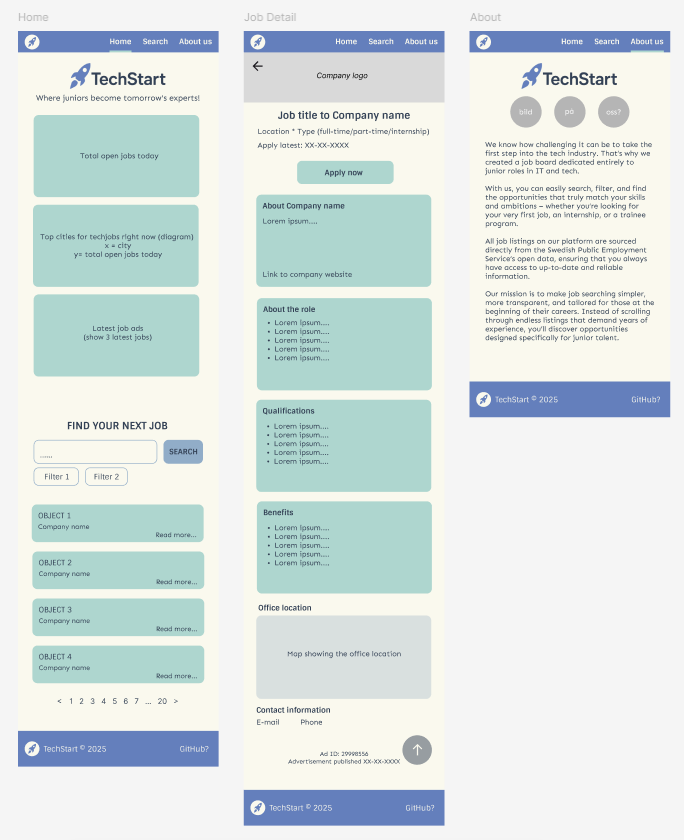 Home
Home Search About us
TechStart
Where juniors become tomorrow's experts!
Total open jobs today
Top cities for techjobs right now (diagram)
x = city
y= total open jobs today
Latest job ads
(show 3 latest jobs)
FIND YOUR NEXT JOB
......
SEARCH
Filter 1
Filter 2
OBJECT 1
Company name
Read more...
OBJECT 2
Company name
Read more...
OBJECT 3
Company name
Read more...
OBJECT 4
Company name
Read more...
< 1 2 3 4 5 6 7 ... 20 >
TechStart © 2025
GitHub?
Job Detail
Home Search About us
Company logo
Job title to Company name
Location * Type (full-time/part-time/internship)
Apply latest: XX-XX-XXXX
Apply now
About Company name
Lorem ipsum....
Link to company website
About the role
• Lorem ipsum....
• Lorem ipsum....
• Lorem ipsum....
• Lorem ipsum....
• Lorem ipsum....
Qualifications
• Lorem ipsum....
• Lorem ipsum....
• Lorem ipsum....
• Lorem ipsum....
• Lorem ipsum....
Benefits
• Lorem ipsum....
• Lorem ipsum....
• Lorem ipsum....
• Lorem ipsum....
• Lorem ipsum....
Office location
Map showing the office location
Contact information
E-mail Phone
Ad ID: 29998556
Advertisement published XX-XX-XXXX
TechStart © 2025
GitHub?
About
Home Search About us
TechStart
bild
på
oss?
We know how challenging it can be to take the
first step into the tech industry. That's why we
created a job board dedicated entirely to
junior roles in IT and tech.
With us, you can easily search, filter, and find
the opportunities that truly match your skills
and ambitions – whether you're looking for
your very first job, an internship, or a trainee
program.
All job listings on our platform are sourced
directly from the Swedish Public Employment
Service's open data, ensuring that you always
have access to up-to-date and reliable
information.
Our mission is to make job searching simpler,
more transparent, and tailored for those at the
beginning of their careers. Instead of scrolling
through endless listings that demand years of
experience, you'll discover opportunities
designed specifically for junior talent.
TechStart © 2025
GitHub?